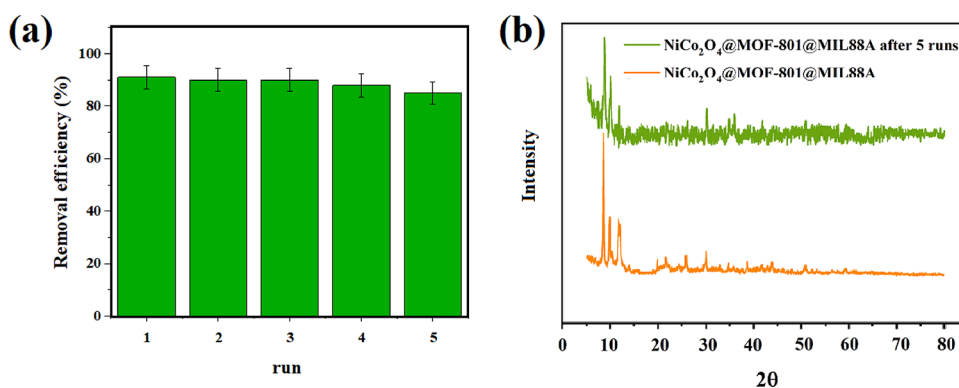 (a)
Removal efficiency (%)
100
80
60
40
20
0
1 2 3 4 5
run
(b)
NiCo₂O₄@MOF-801@MIL88A after 5 runs
NiCo₂O₄@MOF-801@MIL88A
Intensity
0 10 20 30 40 50 60 70 80
2θ